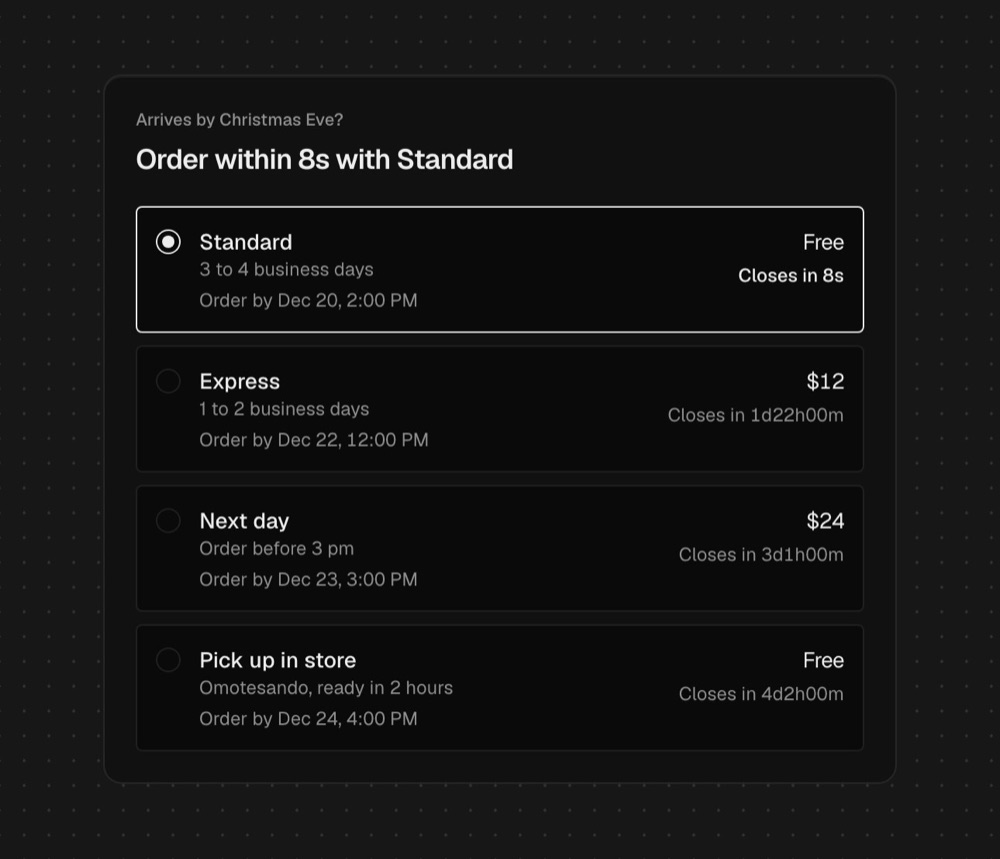 Arrives by Christmas Eve?
Order within 8s with Standard
Standard
Free
3 to 4 business days
Closes in 8s
Order by Dec 20, 2:00 PM
Express
$12
1 to 2 business days
Closes in 1d22h00m
Order by Dec 22, 12:00 PM
Next day
$24
Order before 3 pm
Closes in 3d1h00m
Order by Dec 23, 3:00 PM
Pick up in store
Free
Omotesando, ready in 2 hours
Closes in 4d2h00m
Order by Dec 24, 4:00 PM